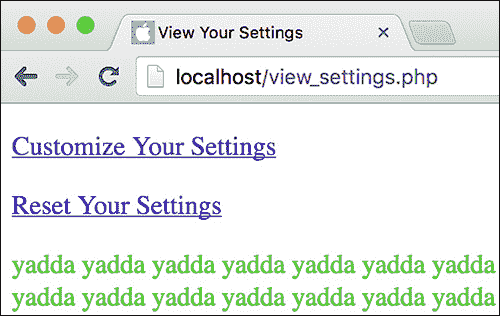 View Your Settings
localhost/view_settings.php
Customize Your Settings
Reset Your Settings
yadda yadda yadda yadda yadda yadda yadda
yadda yadda yadda yadda yadda yadda yadda